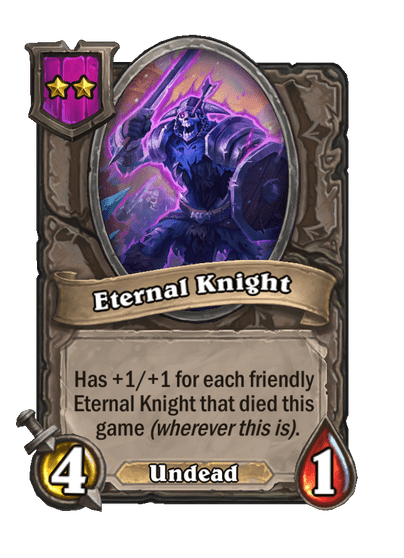 Eternal Knight
Has +1/+1 for each friendly
Eternal Knight that died this
game (wherever this is).
4
Undead
1